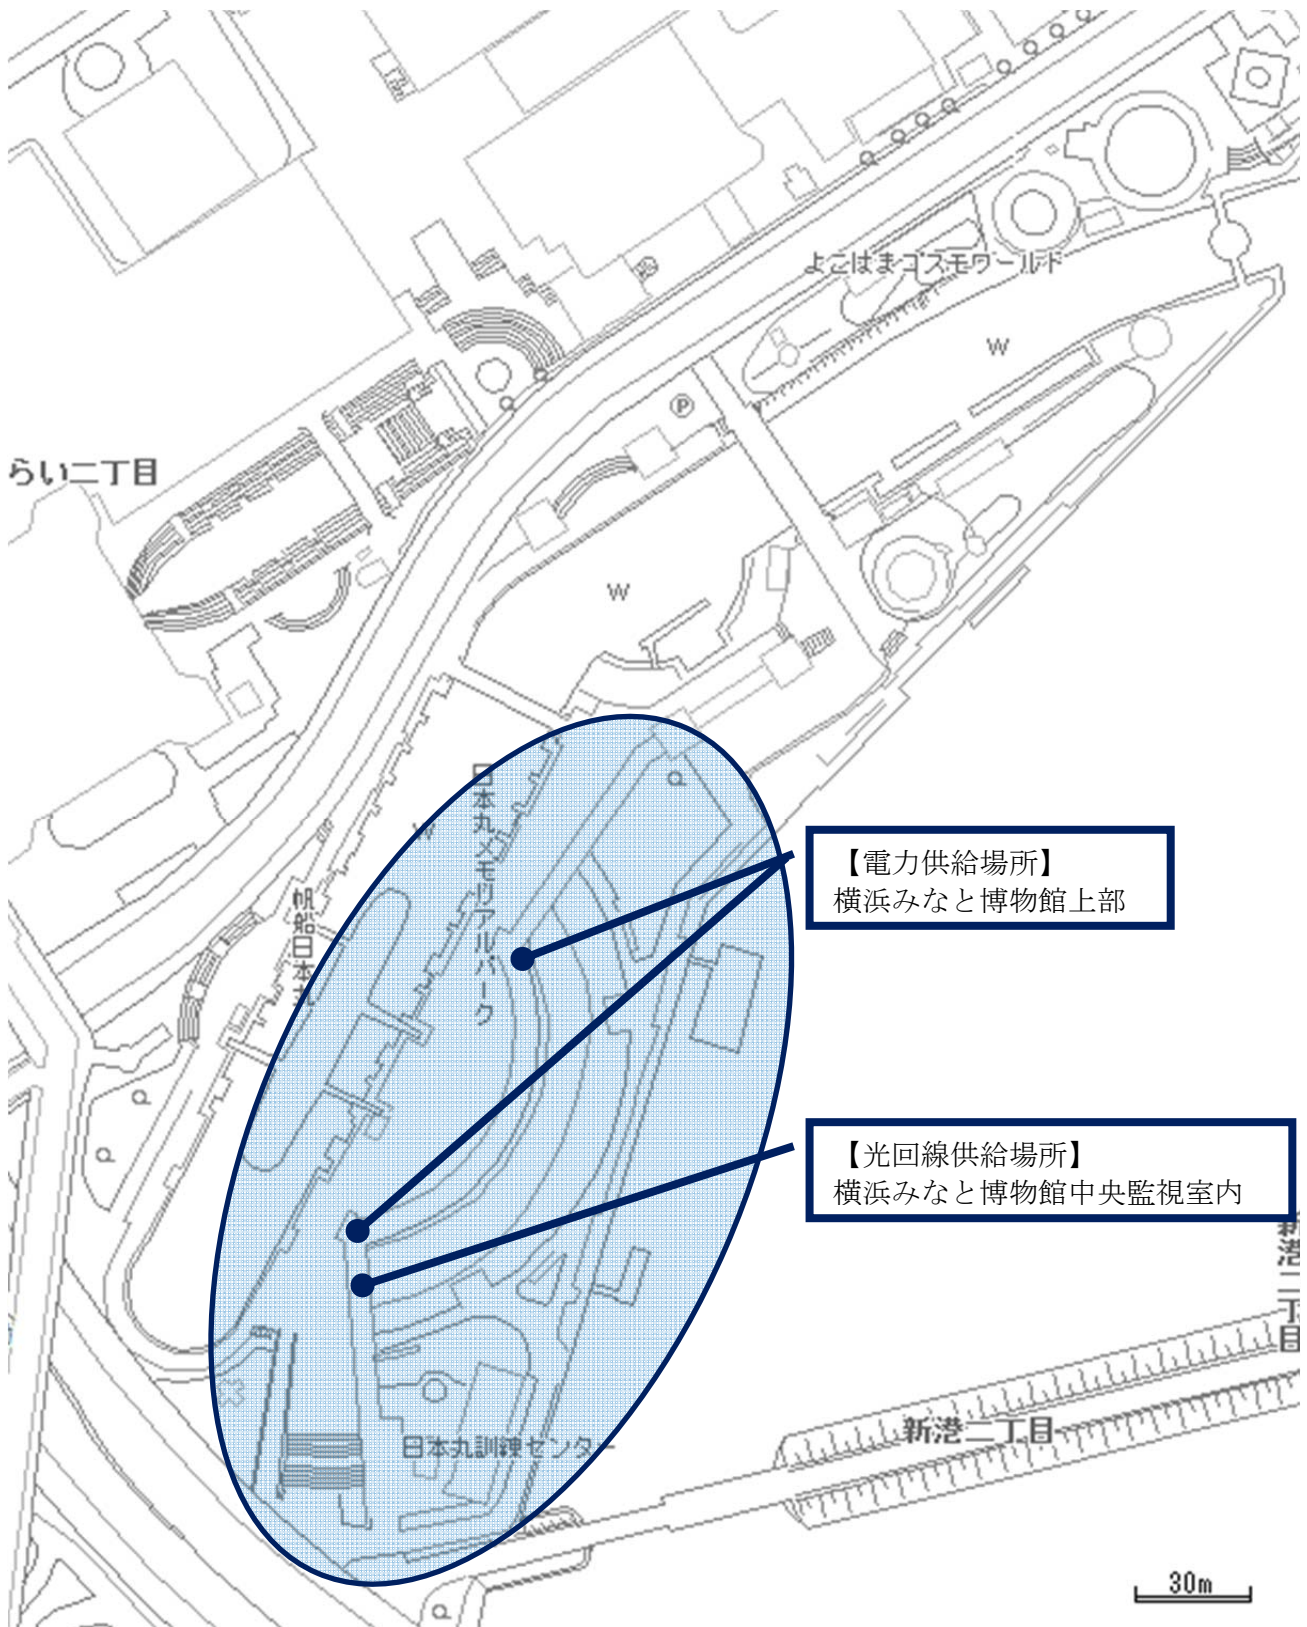 よこはまコスモワールド
W
P
らい二丁目
W
日本丸メモリアルパーク
W
帆船日本丸
【電力供給場所】
横浜みなと博物館上部
【光回線供給場所】
横浜みなと博物館中央監視室内
新港二丁目
日本丸訓練センター
新港二丁目
30m